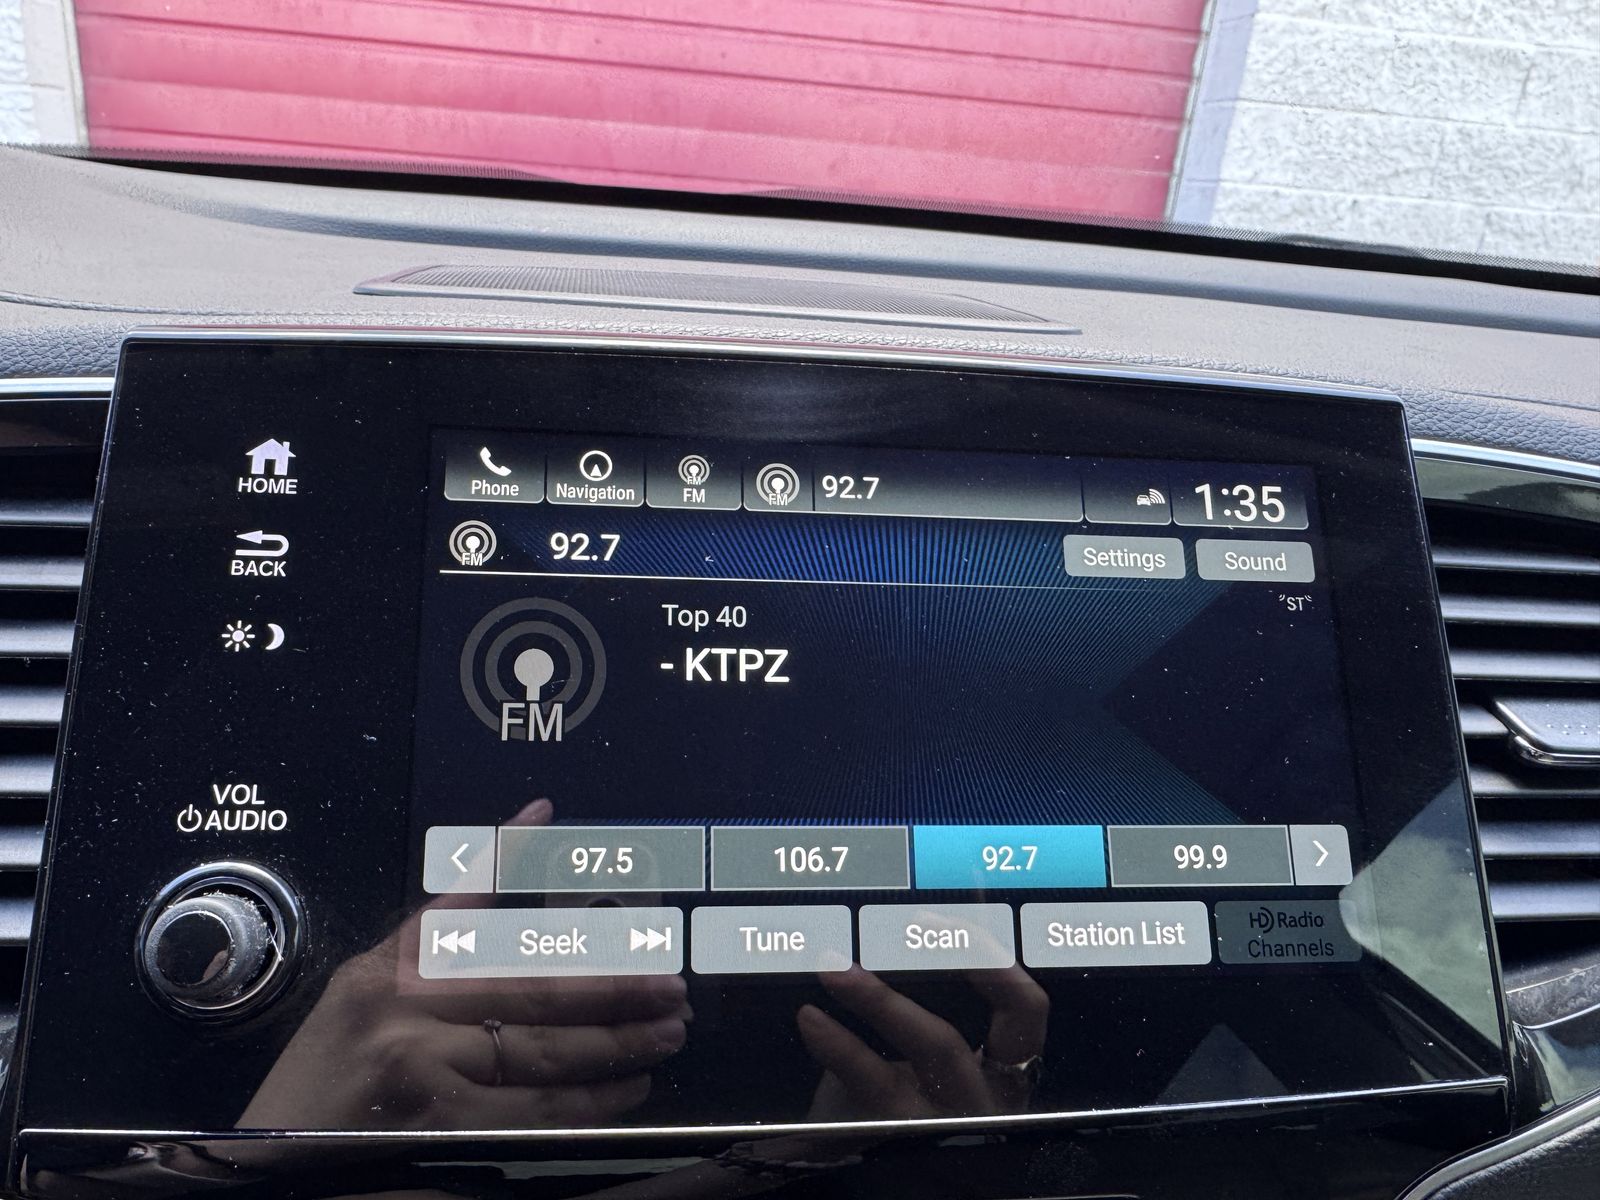 HOME
BACK
VOL
AUDIO
Phone
Navigation
FM
FM
FM
92.7
1:35
FM
92.7
Settings
Sound
"ST"
Top 40
- KTPZ
FM
97.5
106.7
92.7
99.9
Seek
Tune
Scan
Station List
HD Radio
Channels